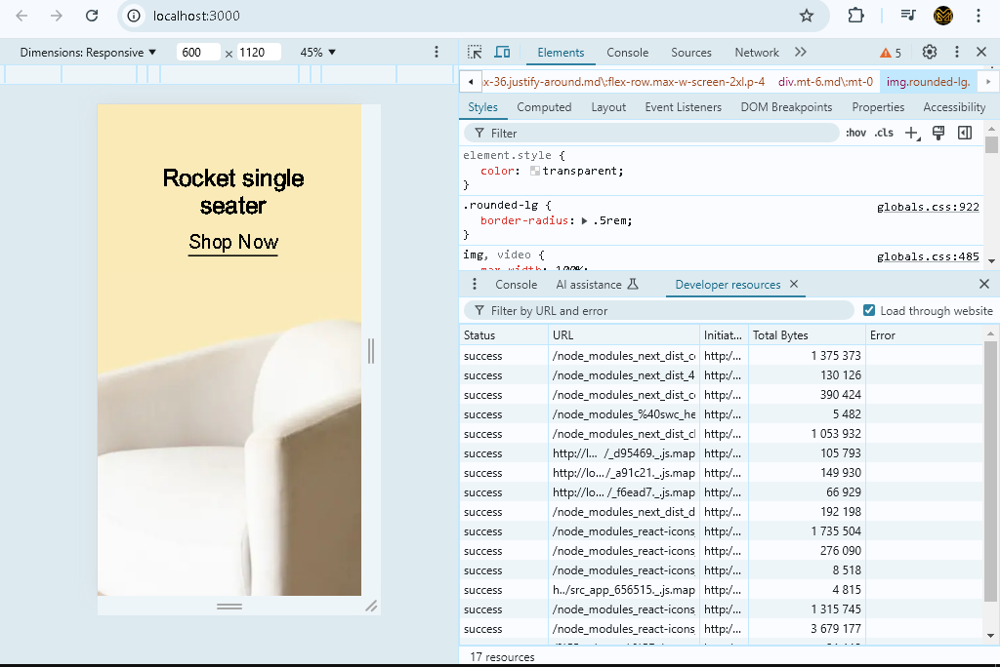 localhost:3000
Dimensions: Responsive 600 × 1120 45%
Elements Console Sources Network 5
x-36.justify-around.md\:flex-row.max-w-screen-2xl.p-4 div.mt-6.md\:mt-0 img.rounded-lg.
Styles Computed Layout Event Listeners DOM Breakpoints Properties Accessibility
Filter :hov .cls
element.style {
color: transparent;
}
.rounded-lg { globals.css:922
border-radius: .5rem;
}
img, video { globals.css:485
max-width: 100%;
Rocket single
seater
Shop Now
Console AI assistance Developer resources
Filter by URL and error Load through website
Status URL Initiat... Total Bytes Error
success /node_modules_next_dist_c http:/... 1 375 373
success /node_modules_next_dist_4 http:/... 130 126
success /node_modules_next_dist_c http:/... 390 424
success /node_modules_%40swc_he http:/... 5 482
success /node_modules_next_dist_cl http:/... 1 053 932
success http://l... /_d95469._.js.map http:/... 105 793
success http://lo... /_a91c21._.js.map http:/... 149 930
success http://lo... /_f6ead7._.js.map http:/... 66 929
success /node_modules_next_dist_d http:/... 192 198
success /node_modules_react-icons_ http:/... 1 735 504
success /node_modules_react-icons_ http:/... 276 090
success /node_modules_react-icons_ http:/... 8 518
success h../src_app_656515._.js.map http:/... 4 815
success /node_modules_react-icons_ http:/... 1 315 745
success /node_modules_react-icons_ http:/... 3 679 177
17 resources